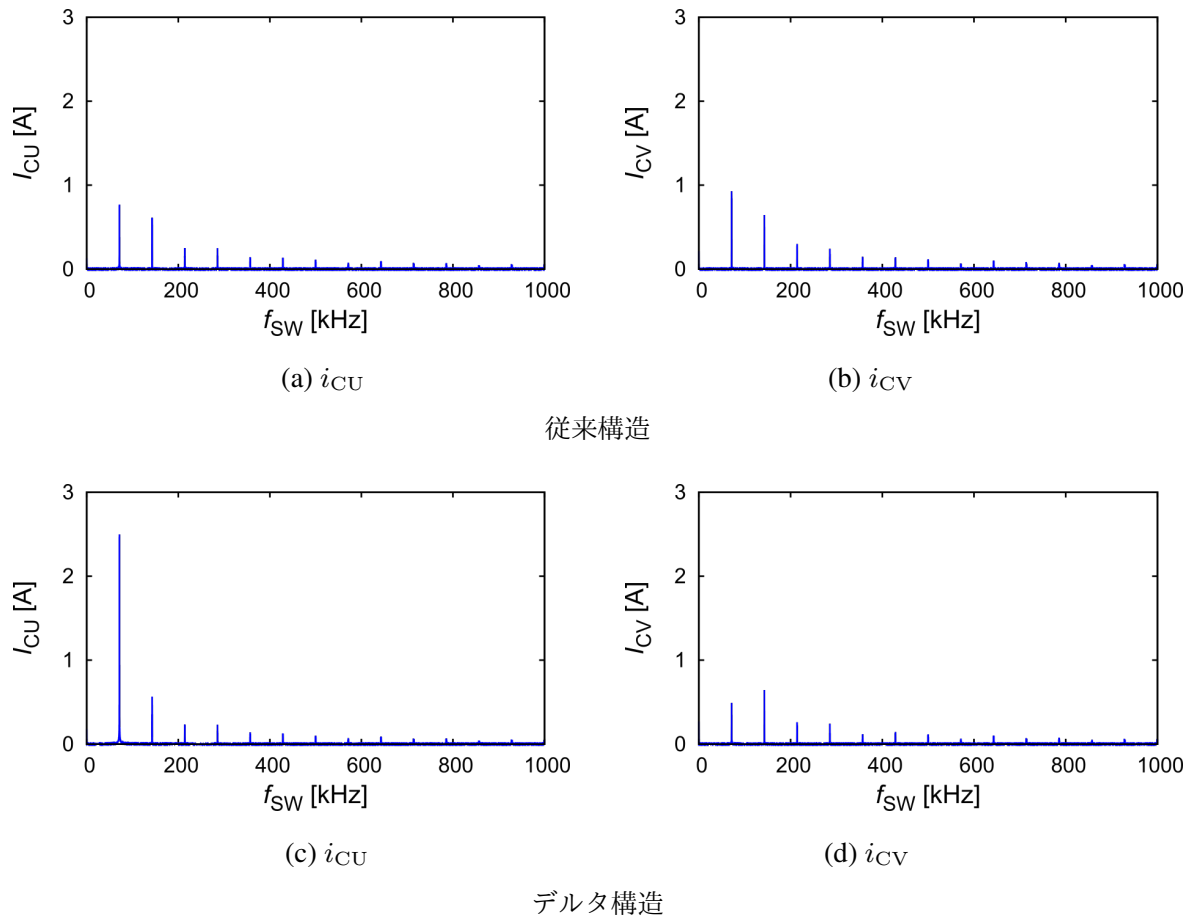 3
2
1
0
I_CU [A]
0 200 400 600 800 1000
f_SW [kHz]
(a) i_CU
3
2
1
0
I_CV [A]
0 200 400 600 800 1000
f_SW [kHz]
(b) i_CV
従来構造
3
2
1
0
I_CU [A]
0 200 400 600 800 1000
f_SW [kHz]
(c) i_CU
3
2
1
0
I_CV [A]
0 200 400 600 800 1000
f_SW [kHz]
(d) i_CV
デルタ構造